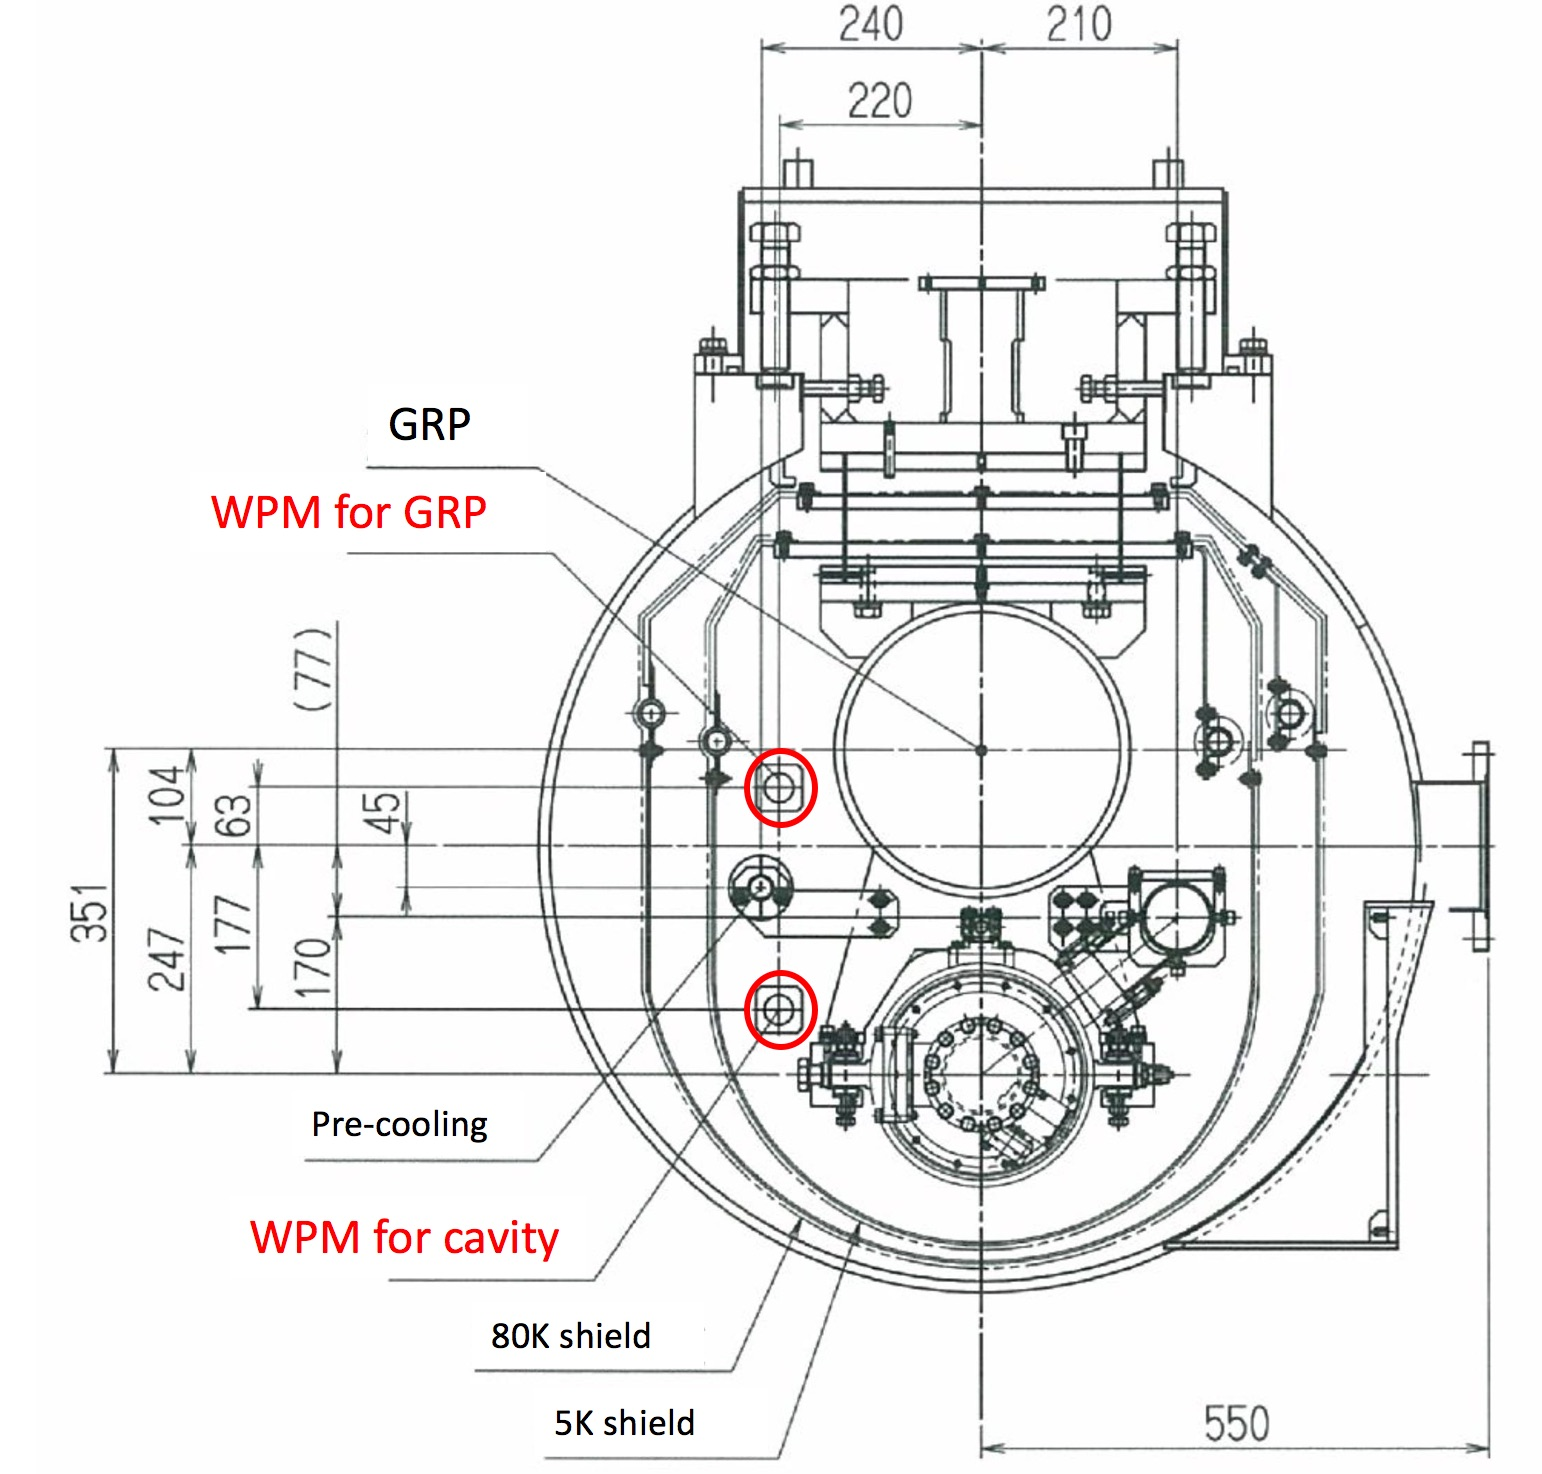 240
210
220
GRP
WPM for GRP
(77)
104
63
45
351
247
177
170
Pre-cooling
WPM for cavity
80K shield
5K shield
550